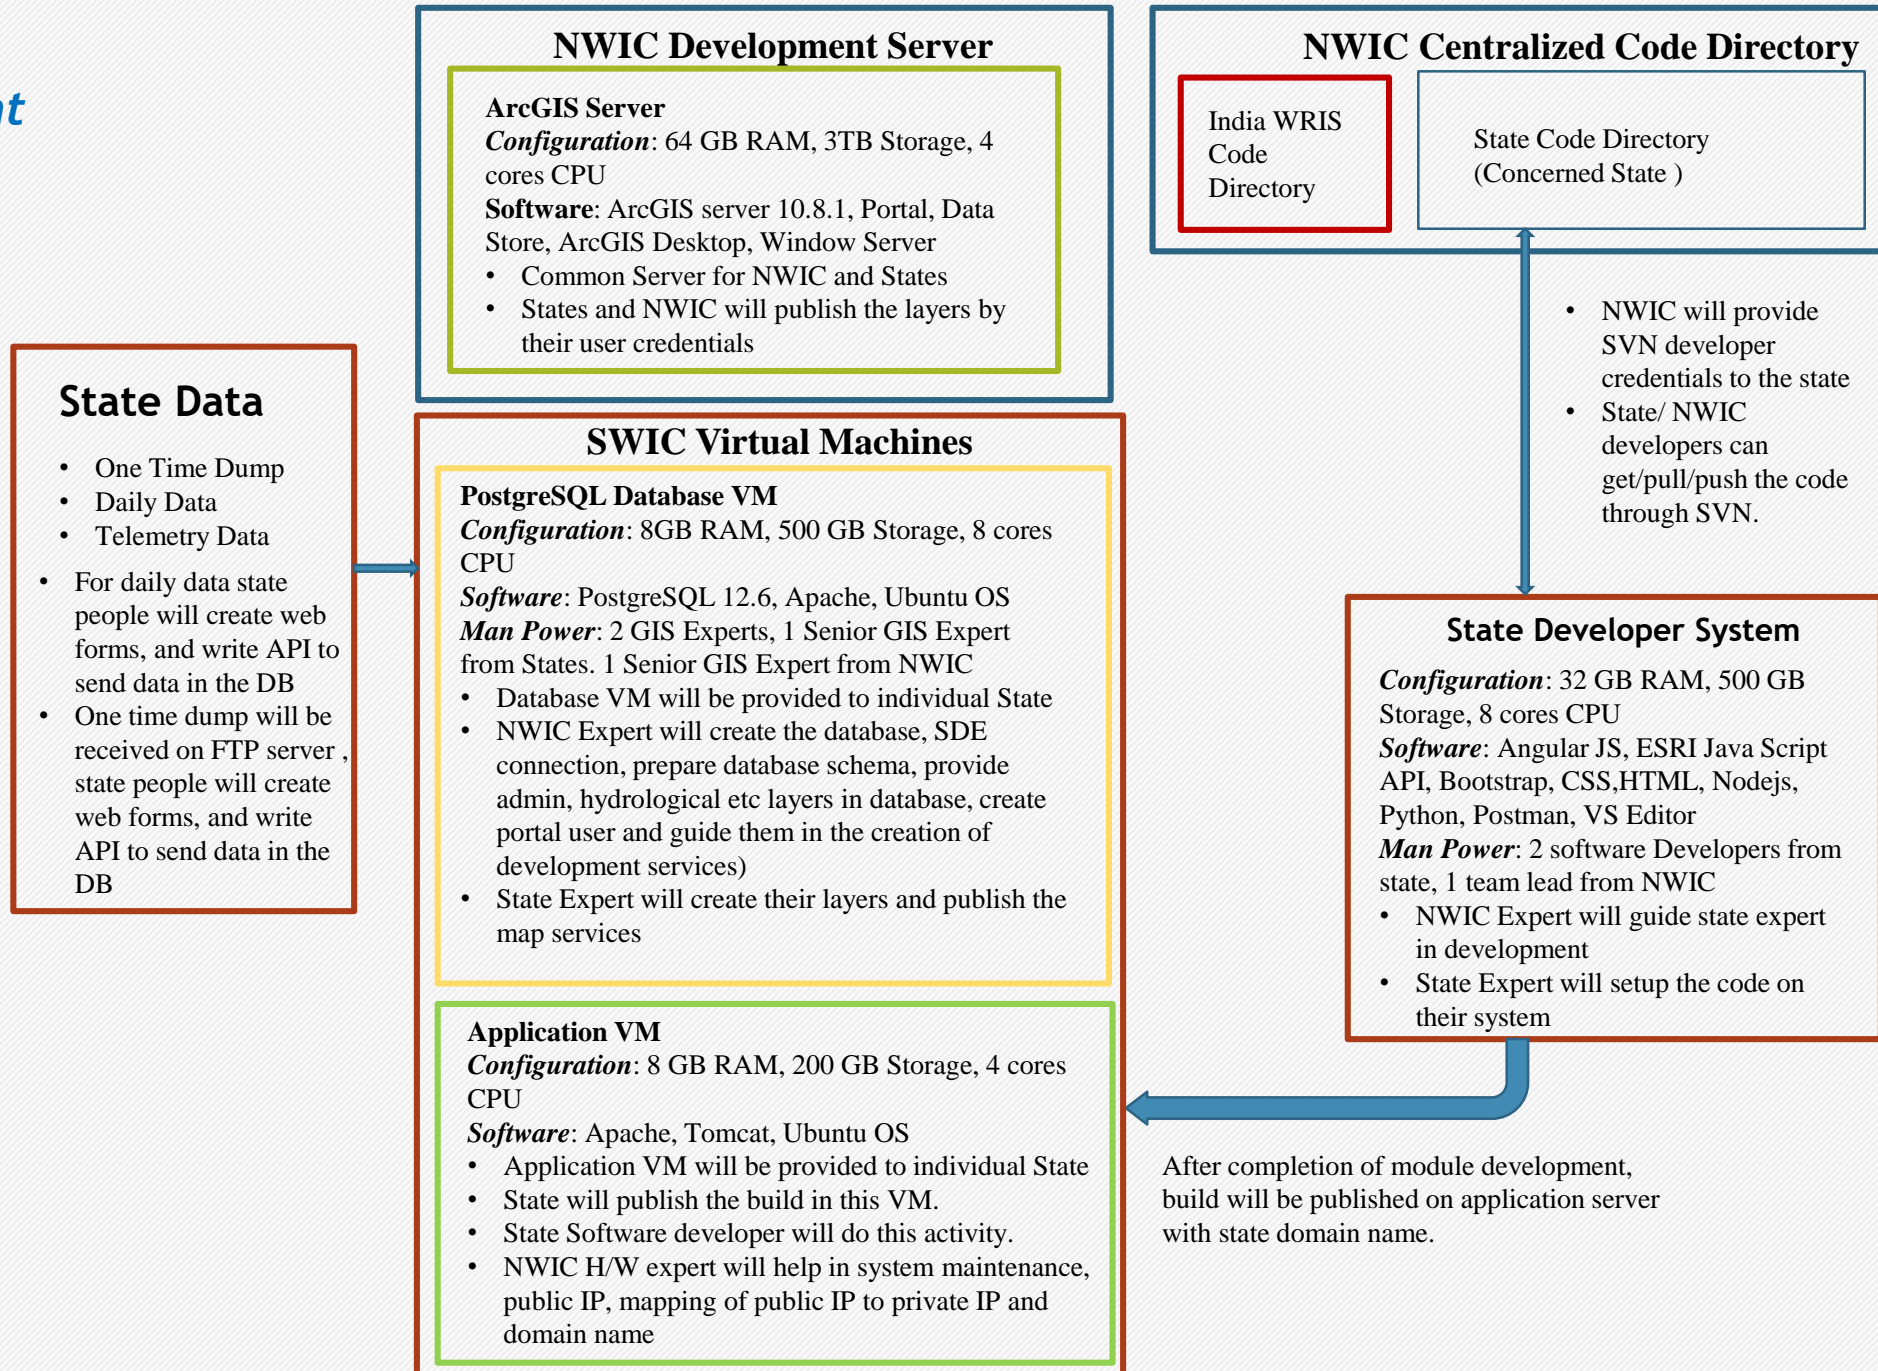 NWIC Development Server
ArcGIS Server
Configuration: 64 GB RAM, 3TB Storage, 4
cores CPU
Software: ArcGIS server 10.8.1, Portal, Data
Store, ArcGIS Desktop, Window Server
• Common Server for NWIC and States
• States and NWIC will publish the layers by
their user credentials
NWIC Centralized Code Directory
India WRIS
Code
Directory
State Code Directory
(Concerned State )
• NWIC will provide
SVN developer
credentials to the state
• State/ NWIC
developers can
get/pull/push the code
through SVN.
State Data
• One Time Dump
• Daily Data
• Telemetry Data
• For daily data state
people will create web
forms, and write API to
send data in the DB
• One time dump will be
received on FTP server ,
state people will create
web forms, and write
API to send data in the
DB
SWIC Virtual Machines
PostgreSQL Database VM
Configuration: 8GB RAM, 500 GB Storage, 8 cores
CPU
Software: PostgreSQL 12.6, Apache, Ubuntu OS
Man Power: 2 GIS Experts, 1 Senior GIS Expert
from States. 1 Senior GIS Expert from NWIC
• Database VM will be provided to individual State
• NWIC Expert will create the database, SDE
connection, prepare database schema, provide
admin, hydrological etc layers in database, create
portal user and guide them in the creation of
development services)
• State Expert will create their layers and publish the
map services
Application VM
Configuration: 8 GB RAM, 200 GB Storage, 4 cores
CPU
Software: Apache, Tomcat, Ubuntu OS
• Application VM will be provided to individual State
• State will publish the build in this VM.
• State Software developer will do this activity.
• NWIC H/W expert will help in system maintenance,
public IP, mapping of public IP to private IP and
domain name
State Developer System
Configuration: 32 GB RAM, 500 GB
Storage, 8 cores CPU
Software: Angular JS, ESRI Java Script
API, Bootstrap, CSS,HTML, Nodejs,
Python, Postman, VS Editor
Man Power: 2 software Developers from
state, 1 team lead from NWIC
• NWIC Expert will guide state expert
in development
• State Expert will setup the code on
their system
After completion of module development,
build will be published on application server
with state domain name.